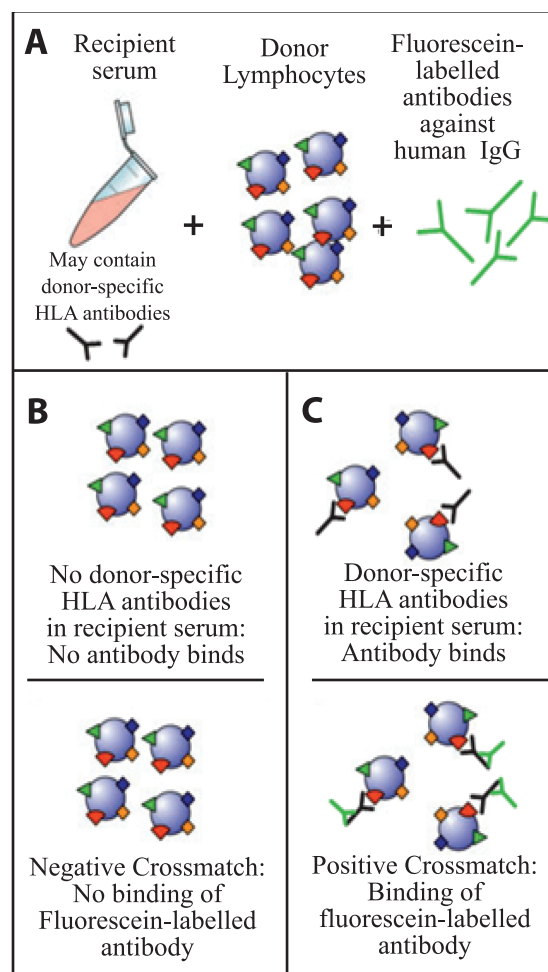 A
Recipient
serum
Donor
Lymphocytes
Fluorescein-
labelled
antibodies
against
human IgG
+
+
May contain
donor-specific
HLA antibodies
B
No donor-specific
HLA antibodies
in recipient serum:
No antibody binds
Negative Crossmatch:
No binding of
Fluorescein-labelled
antibody
C
Donor-specific
HLA antibodies
in recipient serum:
Antibody binds
Positive Crossmatch:
Binding of
fluorescein-labelled
antibody